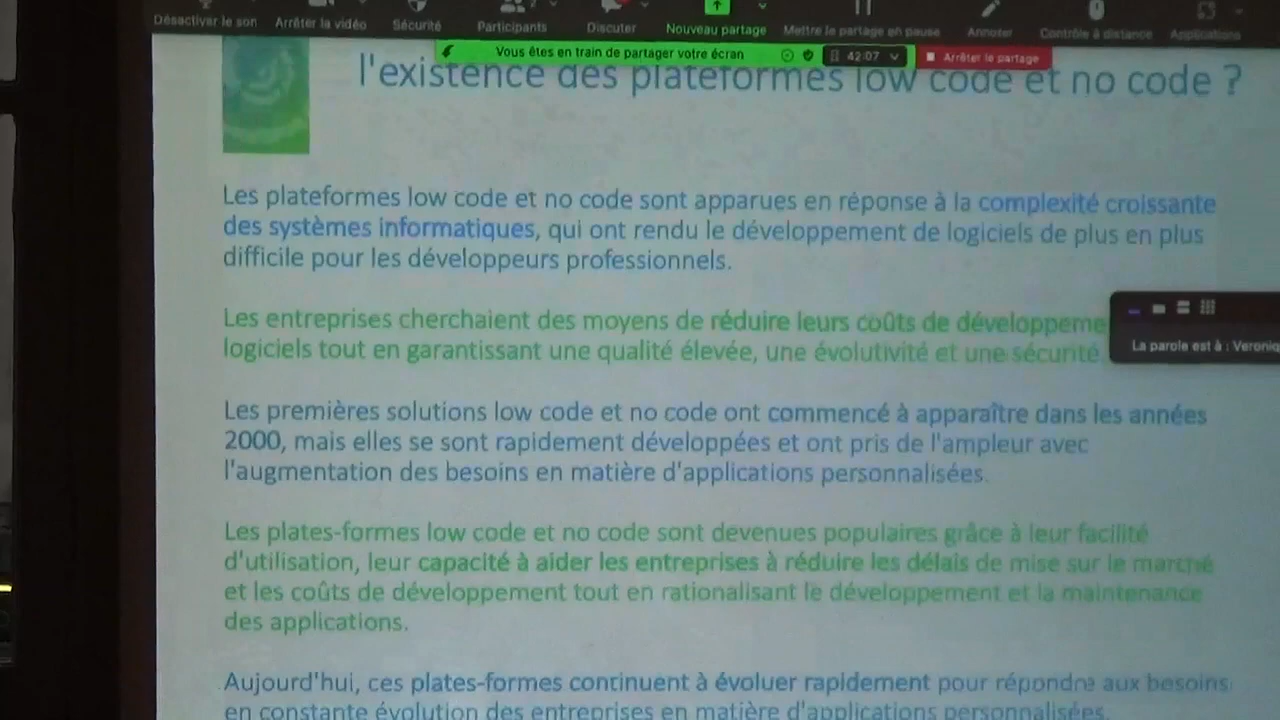 Désactiver le son Arrêter la vidéo Sécurité Participants Discuter Nouveau partage Mettre le partage en pause Annoter Contrôle à distance Applications
Vous êtes en train de partager votre écran 42:07 Arrêter le partage
l'existence des plateformes low code et no code ?
Les plateformes low code et no code sont apparues en réponse à la complexité croissante
des systèmes informatiques, qui ont rendu le développement de logiciels de plus en plus
difficile pour les développeurs professionnels.
Les entreprises cherchaient des moyens de réduire leurs coûts de développeme
logiciels tout en garantissant une qualité élevée, une évolutivité et une sécurité
La parole est à : Veroniq
Les premières solutions low code et no code ont commencé à apparaître dans les années
2000, mais elles se sont rapidement développées et ont pris de l'ampleur avec
l'augmentation des besoins en matière d'applications personnalisées.
Les plates-formes low code et no code sont devenues populaires grâce à leur facilité
d'utilisation, leur capacité à aider les entreprises à réduire les délais de mise sur le marché
et les coûts de développement tout en rationalisant le développement et la maintenance
des applications.
Aujourd'hui, ces plates-formes continuent à évoluer rapidement pour répondre aux besoins
en constante évolution des entreprises en matière d'applications personnalisées.